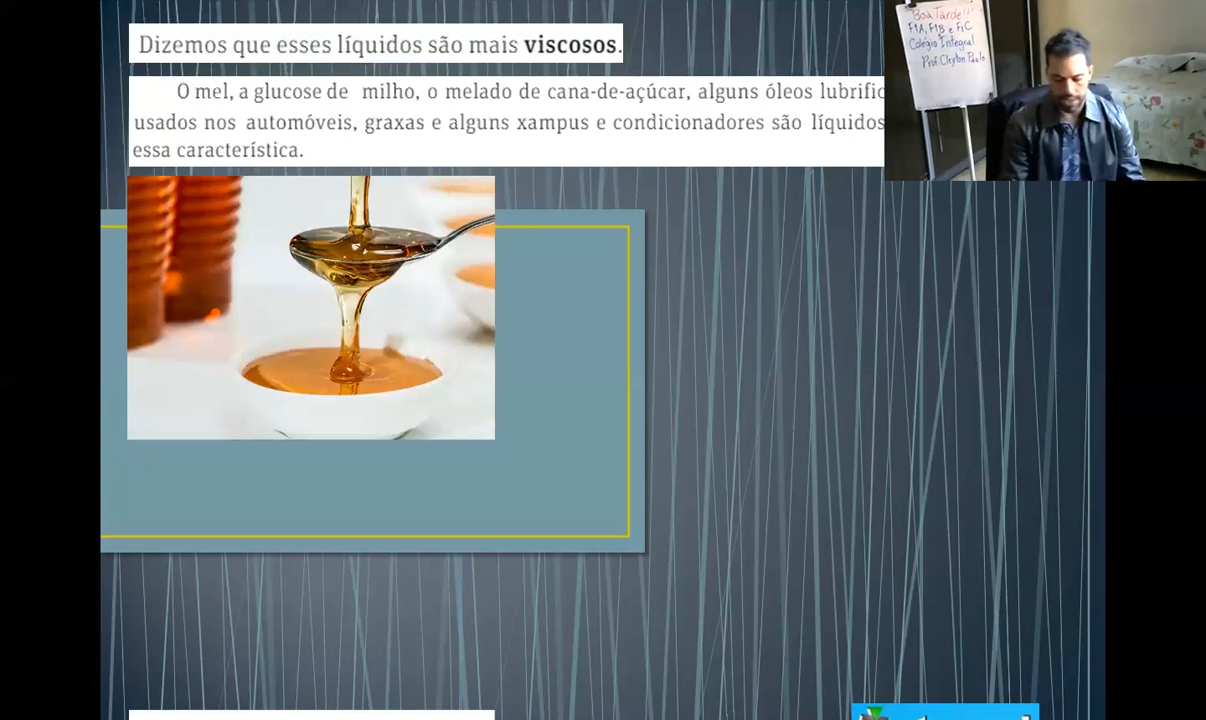 Dizemos que esses líquidos são mais viscosos.
O mel, a glucose de milho, o melado de cana-de-açúcar, alguns óleos lubrific
usados nos automóveis, graxas e alguns xampus e condicionadores são líquidos
essa característica.
Boa Tarde!!!
F1A, F1B e F1C
Colégio Integral
Prof. Cleyton Paulo